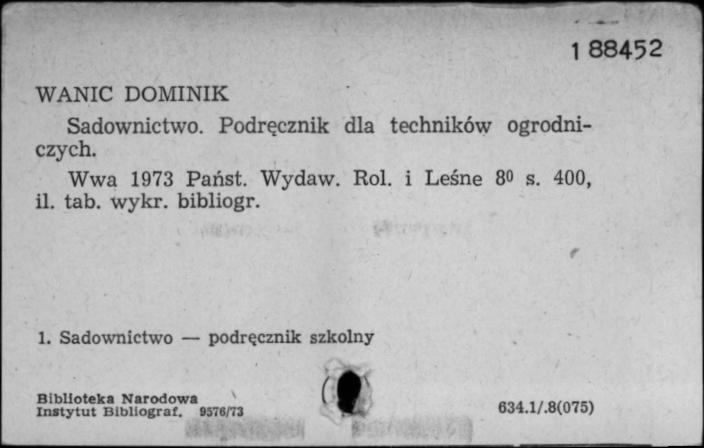 1 88452
WANIC DOMINIK
Sadownictwo. Podręcznik dla techników ogrodni-
czych.
Wwa 1973 Państ. Wydaw. Rol. i Leśne 8⁰ s. 400,
il. tab. wykr. bibliogr.
1. Sadownictwo — podręcznik szkolny
Biblioteka Narodowa
Instytut Bibliograf. 9576/73
634.1/.8(075)